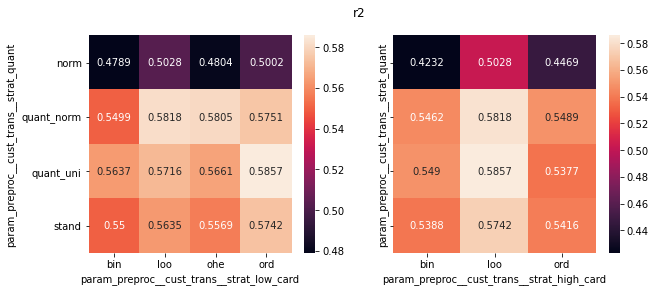 r2
param_preproc__cust_trans__strat_quant
norm 0.4789 0.5028 0.4804 0.5002
quant_norm 0.5499 0.5818 0.5805 0.5751
quant_uni 0.5637 0.5716 0.5661 0.5857
stand 0.55 0.5635 0.5569 0.5742
bin loo ohe ord
param_preproc__cust_trans__strat_low_card
0.58
0.56
0.54
0.52
0.50
0.48
param_preproc__cust_trans__strat_quant
0.4232 0.5028 0.4469
0.5462 0.5818 0.5489
0.549 0.5857 0.5377
0.5388 0.5742 0.5416
bin loo ord
param_preproc__cust_trans__strat_high_card
0.58
0.56
0.54
0.52
0.50
0.48
0.46
0.44